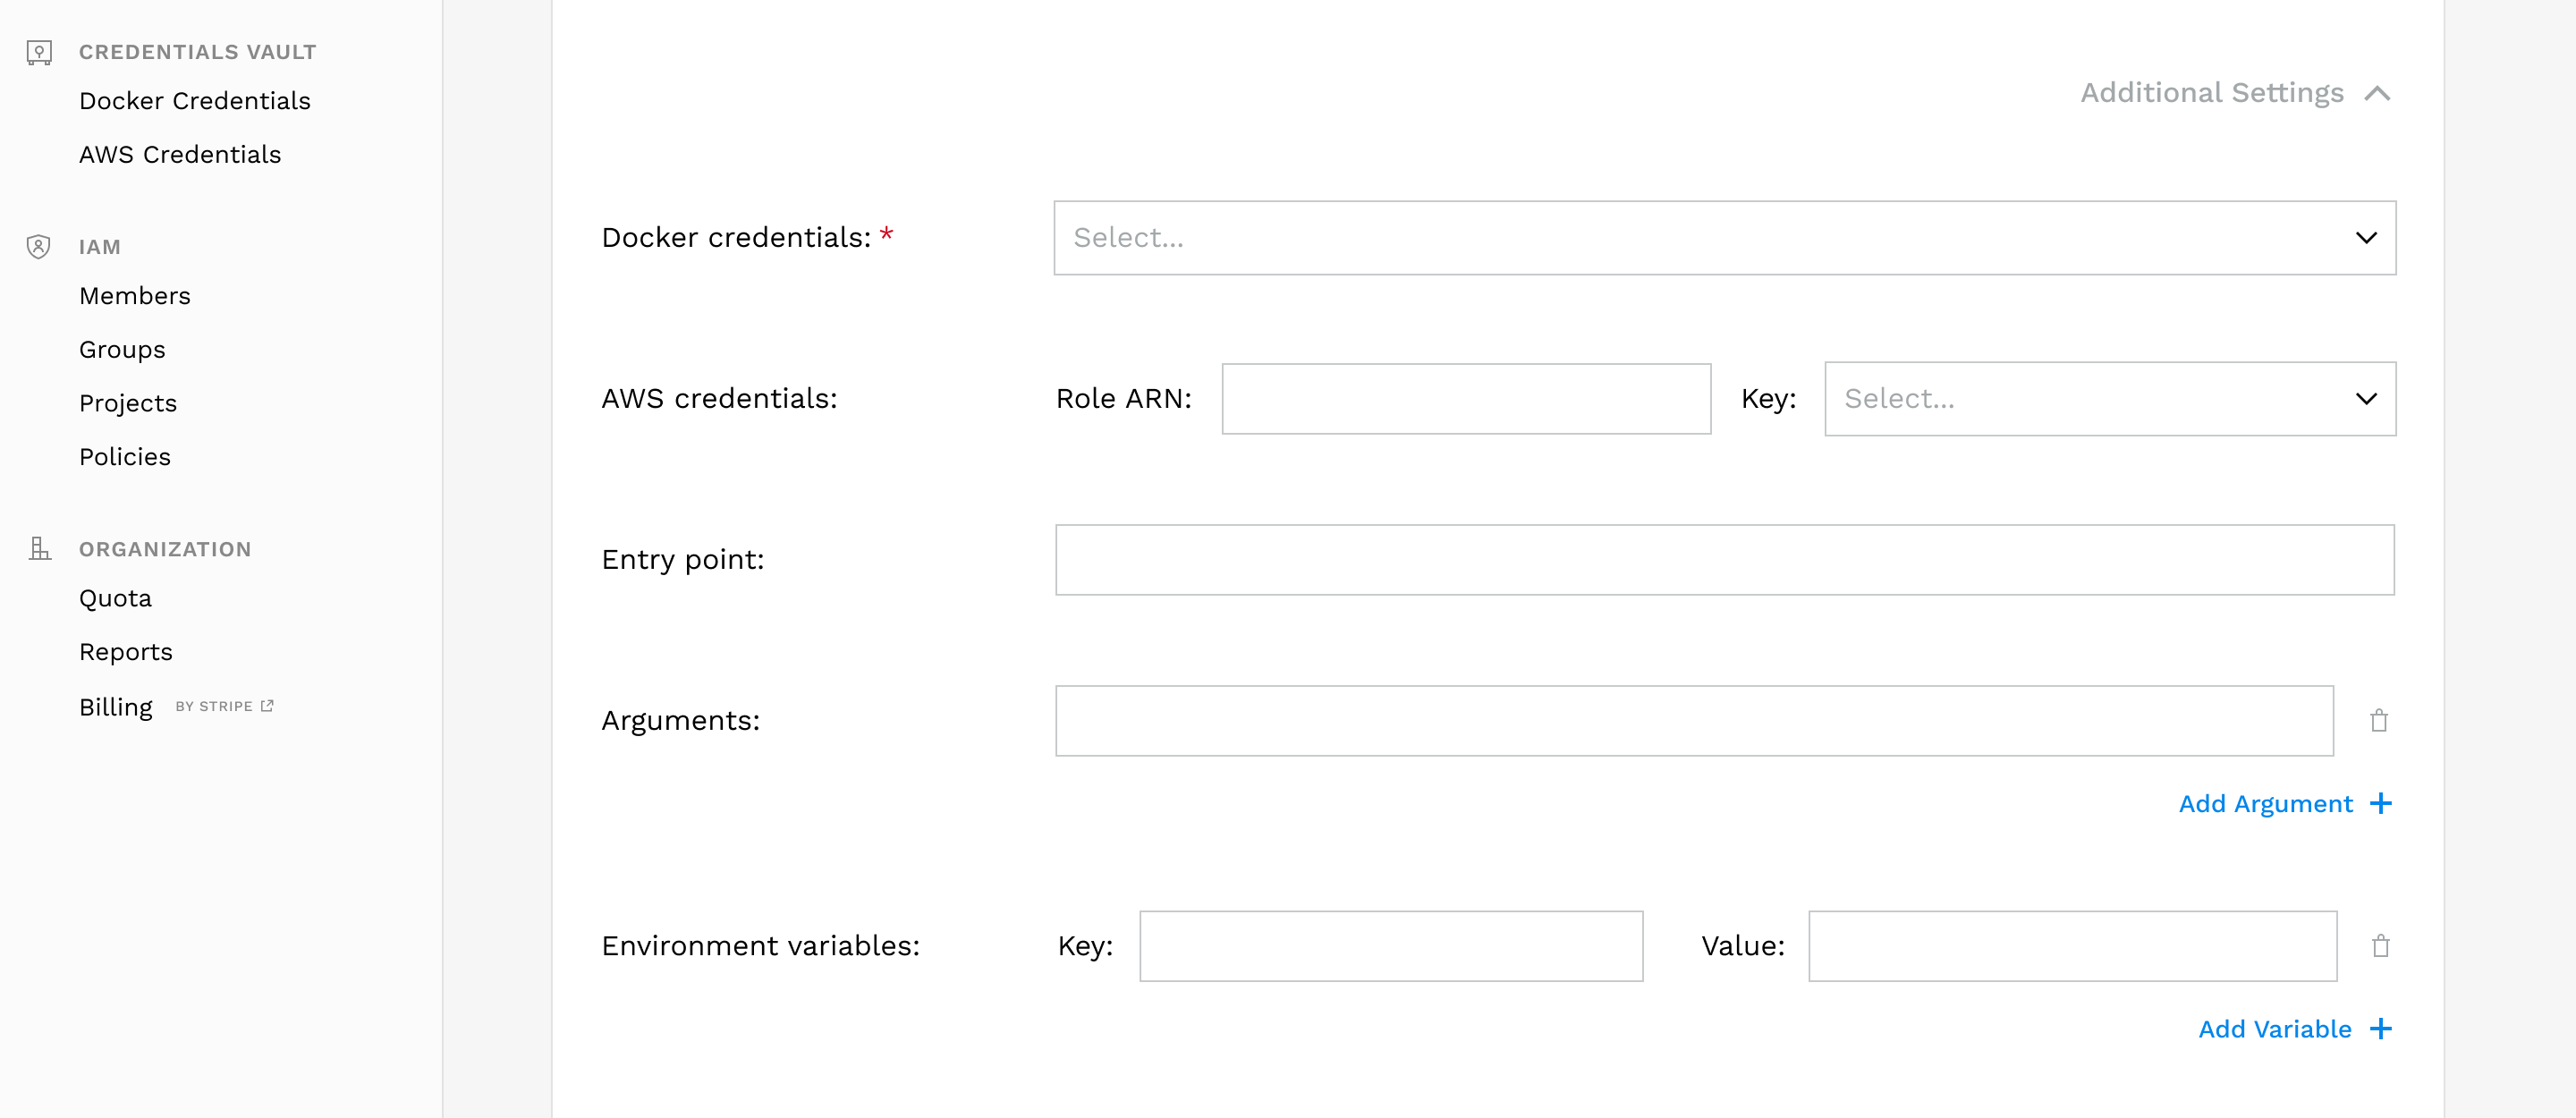 CREDENTIALS VAULT
Docker Credentials
AWS Credentials
IAM
Members
Groups
Projects
Policies
ORGANIZATION
Quota
Reports
Billing BY STRIPE
Additional Settings
Docker credentials: * Select...
AWS credentials: Role ARN: Key: Select...
Entry point:
Arguments:
Add Argument +
Environment variables: Key: Value:
Add Variable +